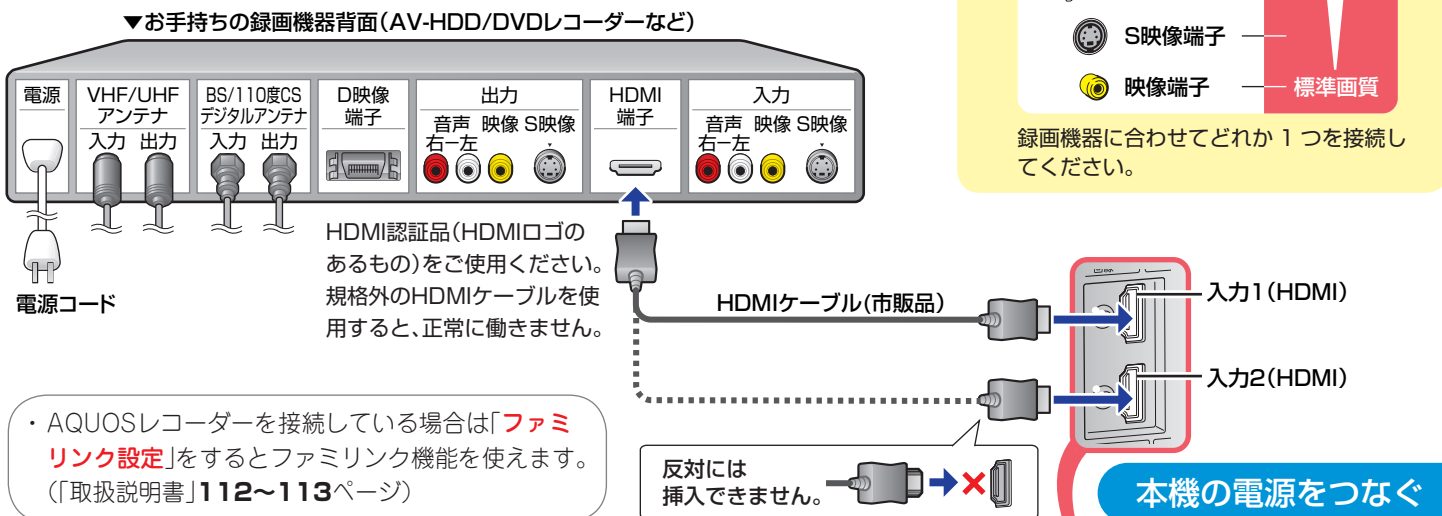 ▼お手持ちの録画機器背面(AV-HDD/DVDレコーダーなど)
電源
VHF/UHF
アンテナ
入力 出力
BS/110度CS
デジタルアンテナ
入力 出力
D映像
端子
出力
音声 映像 S映像
右ー左
HDMI
端子
入力
音声 映像 S映像
右ー左
電源コード
HDMI認証品(HDMIロゴの
あるもの)をご使用ください。
規格外のHDMIケーブルを使
用すると、正常に働きません。
HDMIケーブル(市販品)
S映像端子
映像端子
標準画質
録画機器に合わせてどれか 1 つを接続し
てください。
入力1(HDMI)
入力2(HDMI)
・AQUOSレコーダーを接続している場合は「ファミ
リンク設定」をするとファミリンク機能を使えます。
(「取扱説明書」112~113ページ)
反対には
挿入できません。
本機の電源をつなぐ